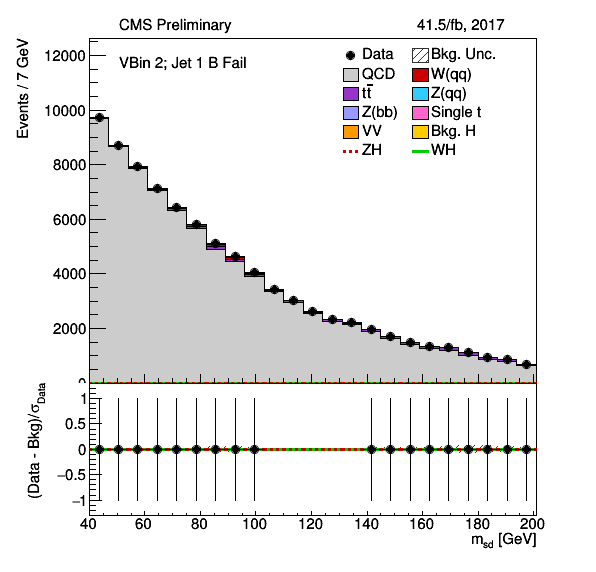 CMS Preliminary
41.5/fb, 2017
VBin 2; Jet 1 B Fail
Data
Bkg. Unc.
QCD
W(qq)
tt̅
Z(qq)
Z(bb)
Single t
VV
Bkg. H
ZH
WH
Events / 7 GeV
12000
10000
8000
6000
4000
2000
0
(Data - Bkg)/σData
1
0.5
0
−0.5
−1
40 60 80 100 120 140 160 180 200
msd [GeV]